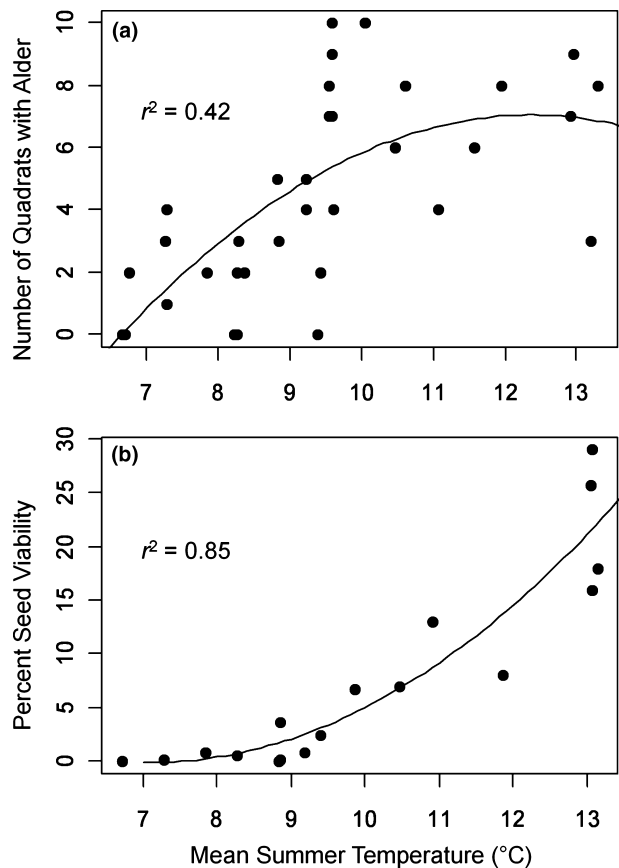 (a)
r² = 0.42
Number of Quadrats with Alder
10
8
6
4
2
0
7 8 9 10 11 12 13
(b)
r² = 0.85
Percent Seed Viability
30
25
20
15
10
5
0
7 8 9 10 11 12 13
Mean Summer Temperature (°C)